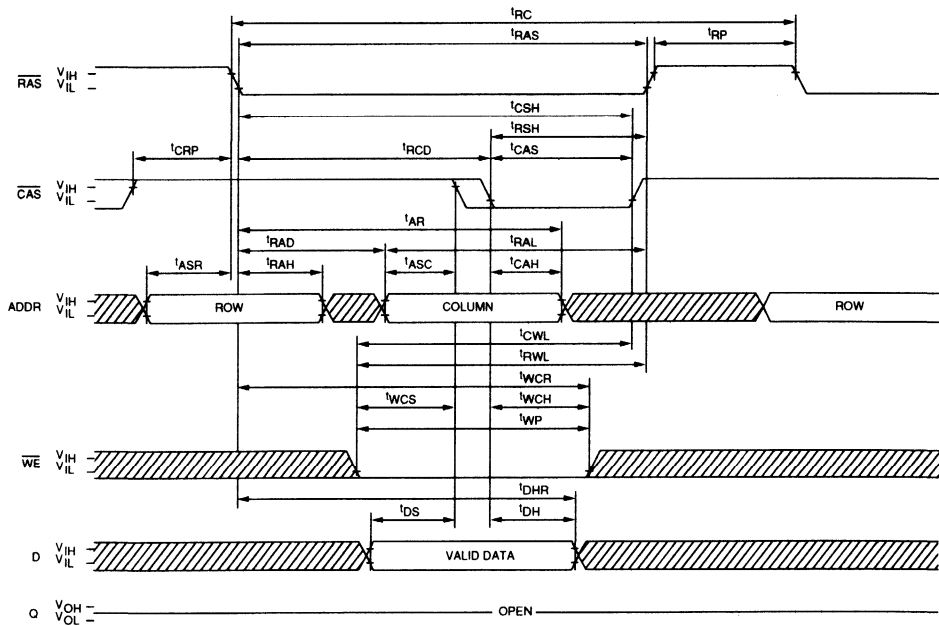 tRC
tRAS
tRP
RAS
VIH
VIL
tCSH
tRSH
tCRP
tRCD
tCAS
CAS
VIH
VIL
tAR
tRAD
tRAL
tASR
tRAH
tASC
tCAH
ADDR
VIH
VIL
ROW
COLUMN
ROW
tCWL
tRWL
tWCR
tWCS
tWCH
tWP
WE
VIH
VIL
tDHR
tDS
tDH
D
VIH
VIL
VALID DATA
Q
VOH
VOL
OPEN